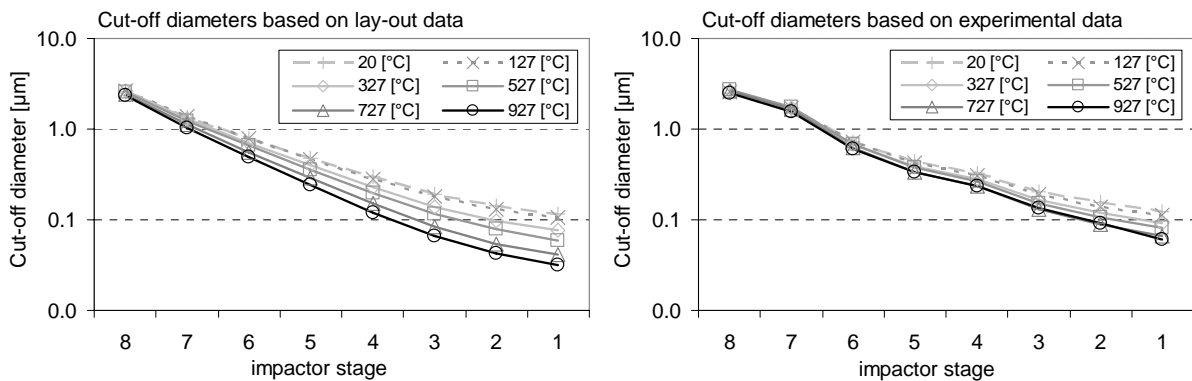 Cut-off diameters based on lay-out data
10.0
1.0
0.1
0.0
Cut-off diameter [µm]
20 [°C] 127 [°C]
327 [°C] 527 [°C]
727 [°C] 927 [°C]
8 7 6 5 4 3 2 1
impactor stage
Cut-off diameters based on experimental data
10.0
1.0
0.1
0.0
Cut-off diameter [µm]
20 [°C] 127 [°C]
327 [°C] 527 [°C]
727 [°C] 927 [°C]
8 7 6 5 4 3 2 1
impactor stage